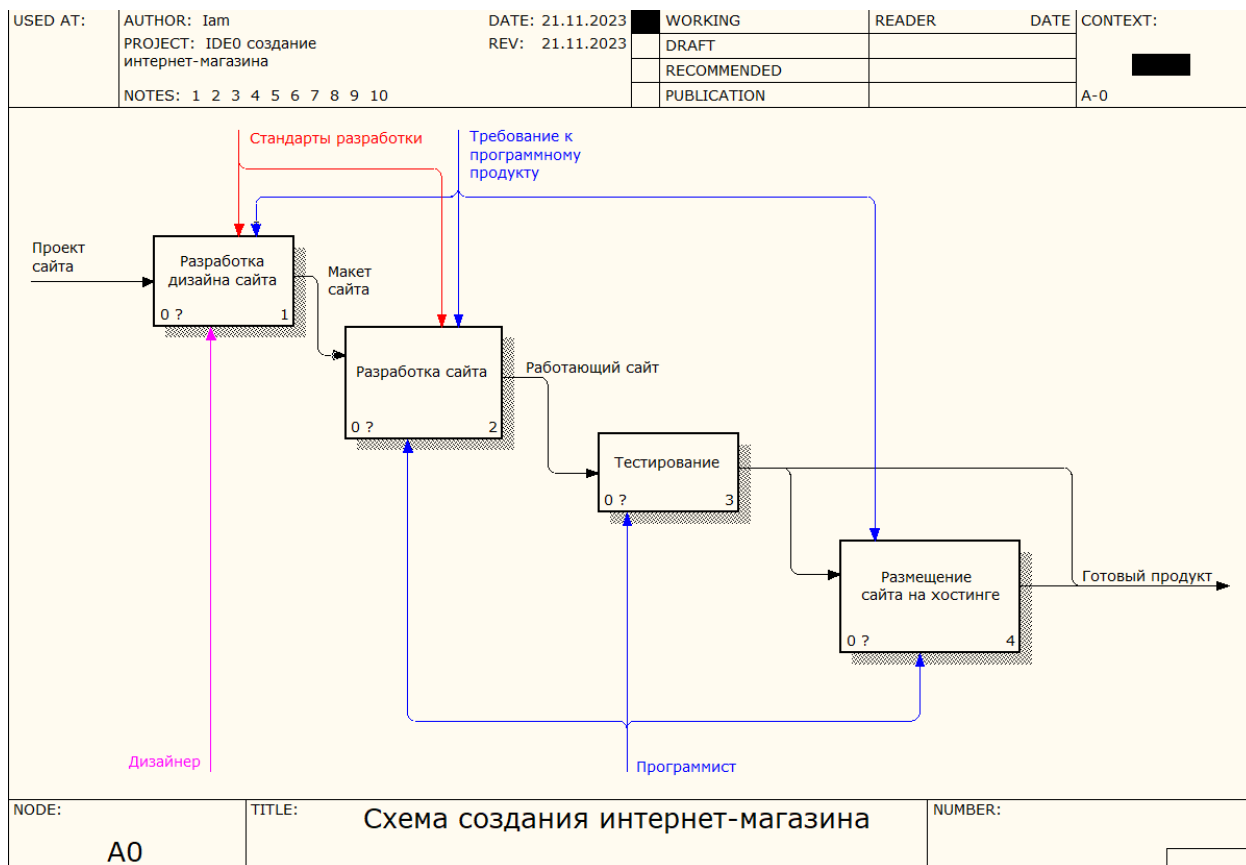 USED AT:
AUTHOR: Iam
DATE: 21.11.2023
PROJECT: IDE0 создание
интернет-магазина
REV: 21.11.2023
NOTES: 1 2 3 4 5 6 7 8 9 10
WORKING
DRAFT
RECOMMENDED
PUBLICATION
READER DATE
CONTEXT:
A-0
Стандарты разработки
Требование к
программному
продукту
Проект
сайта
Разработка
дизайна сайта
0 ? 1
Макет
сайта
Разработка сайта
0 ? 2
Работающий сайт
Тестирование
0 ? 3
Размещение
сайта на хостинге
0 ? 4
Готовый продукт
Дизайнер
Программист
NODE:
A0
TITLE:
Схема создания интернет-магазина
NUMBER: